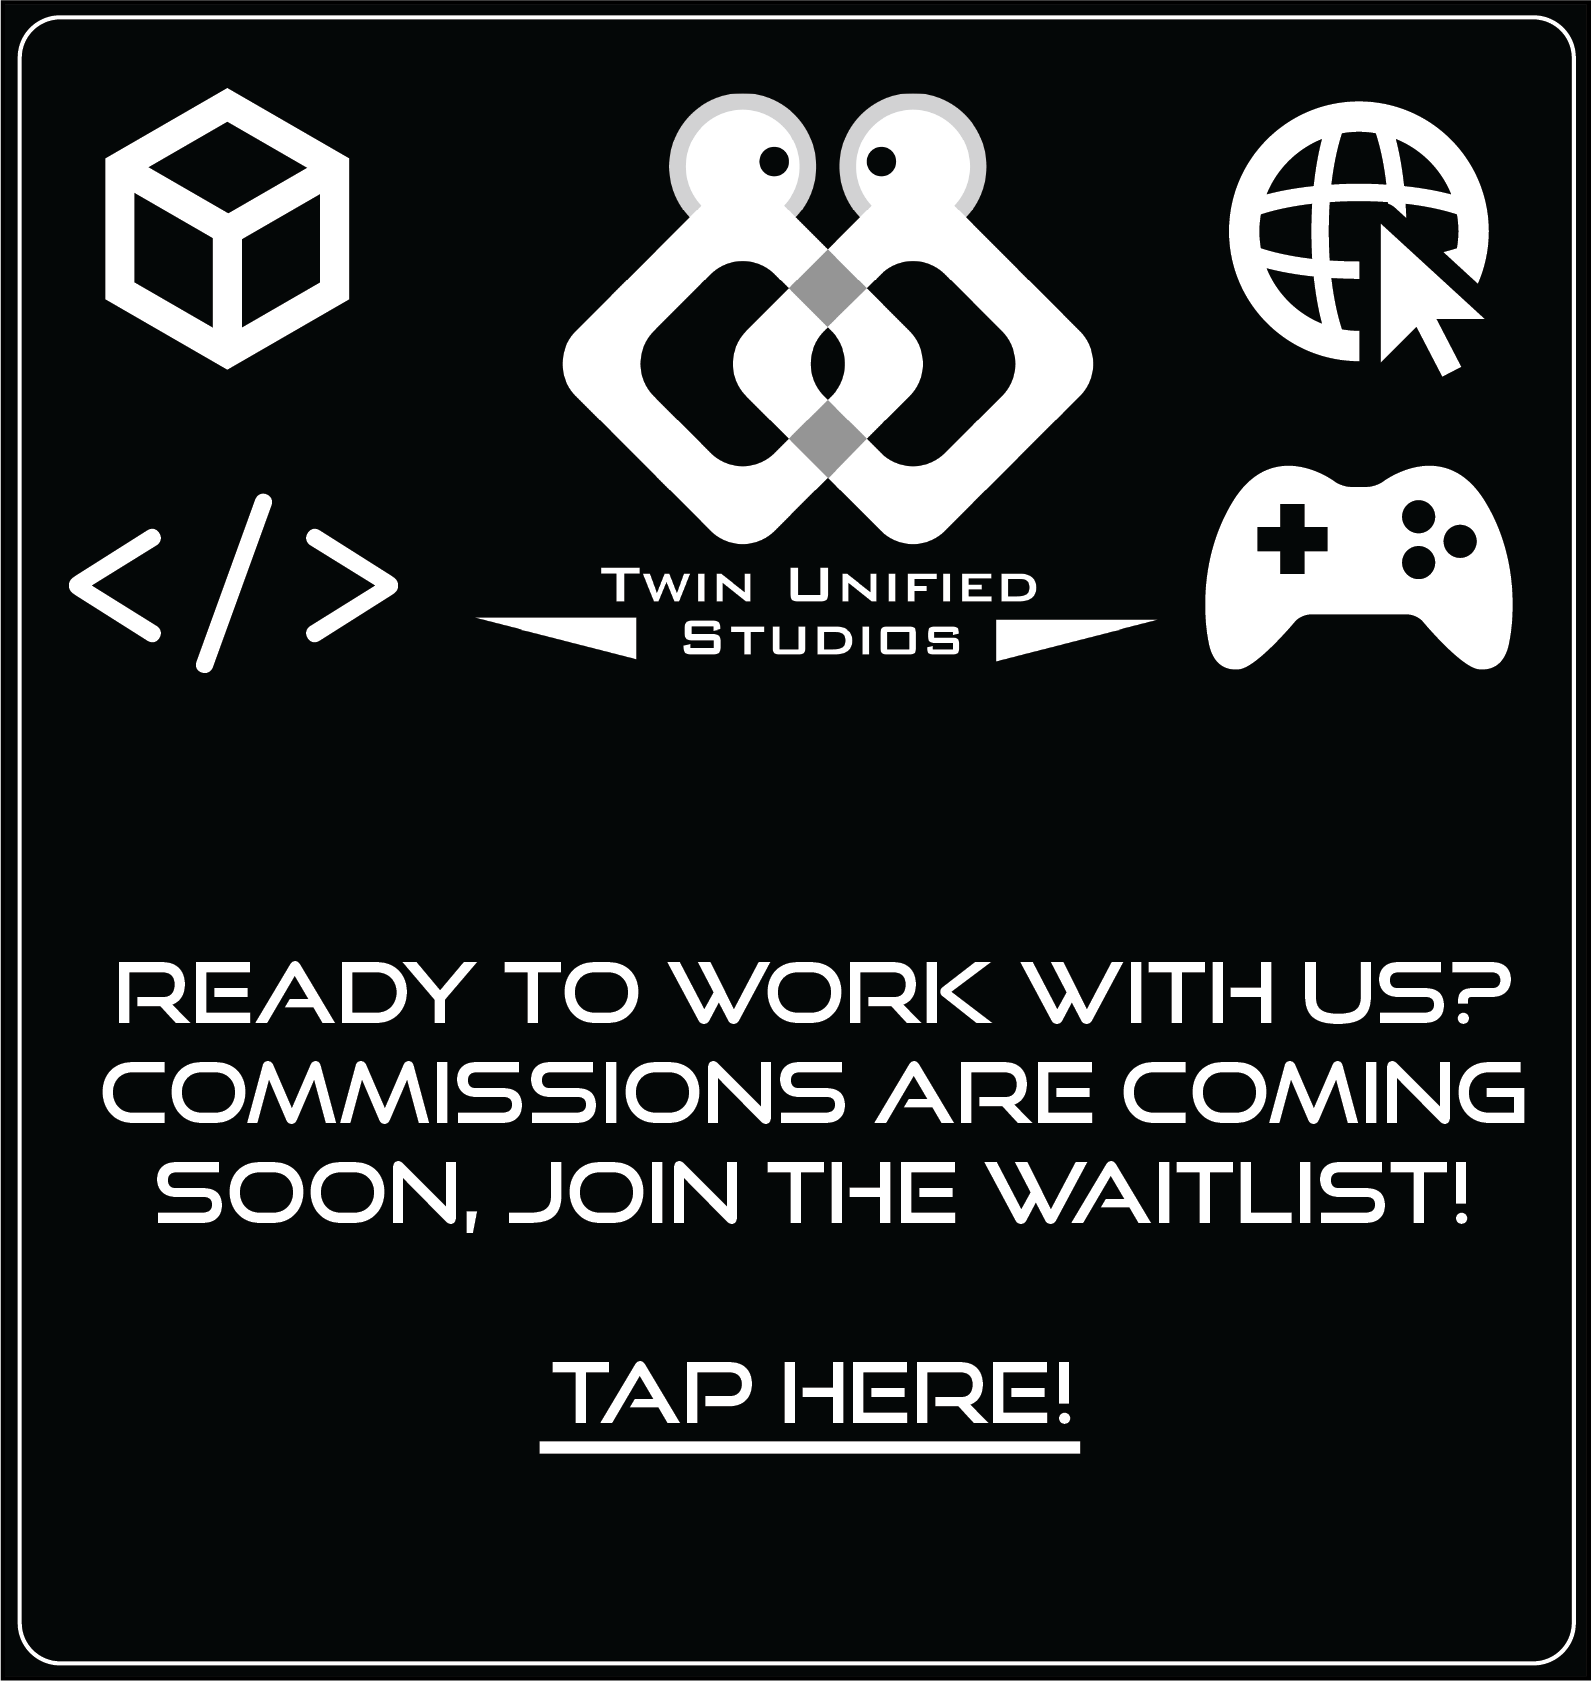 </>
TWIN UNIFIED
STUDIOS
READY TO WORK WITH US?
COMMISSIONS ARE COMING
SOON, JOIN THE WAITLIST!
TAP HERE!